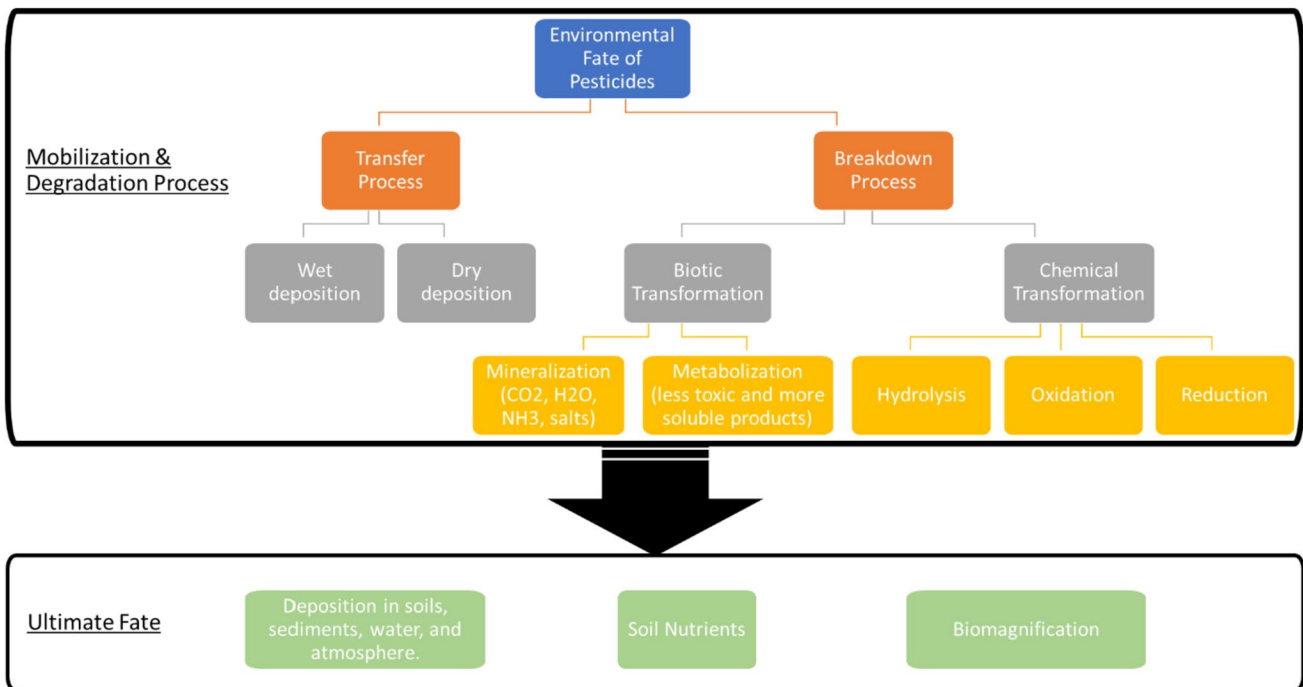 Environmental
Fate of
Pesticides
Mobilization &
Degradation Process
Transfer
Process
Breakdown
Process
Wet
deposition
Dry
deposition
Biotic
Transformation
Chemical
Transformation
Mineralization
(CO2, H2O,
NH3, salts)
Metabolization
(less toxic and more
soluble products)
Hydrolysis
Oxidation
Reduction
Ultimate Fate
Deposition in soils,
sediments, water, and
atmosphere.
Soil Nutrients
Biomagnification